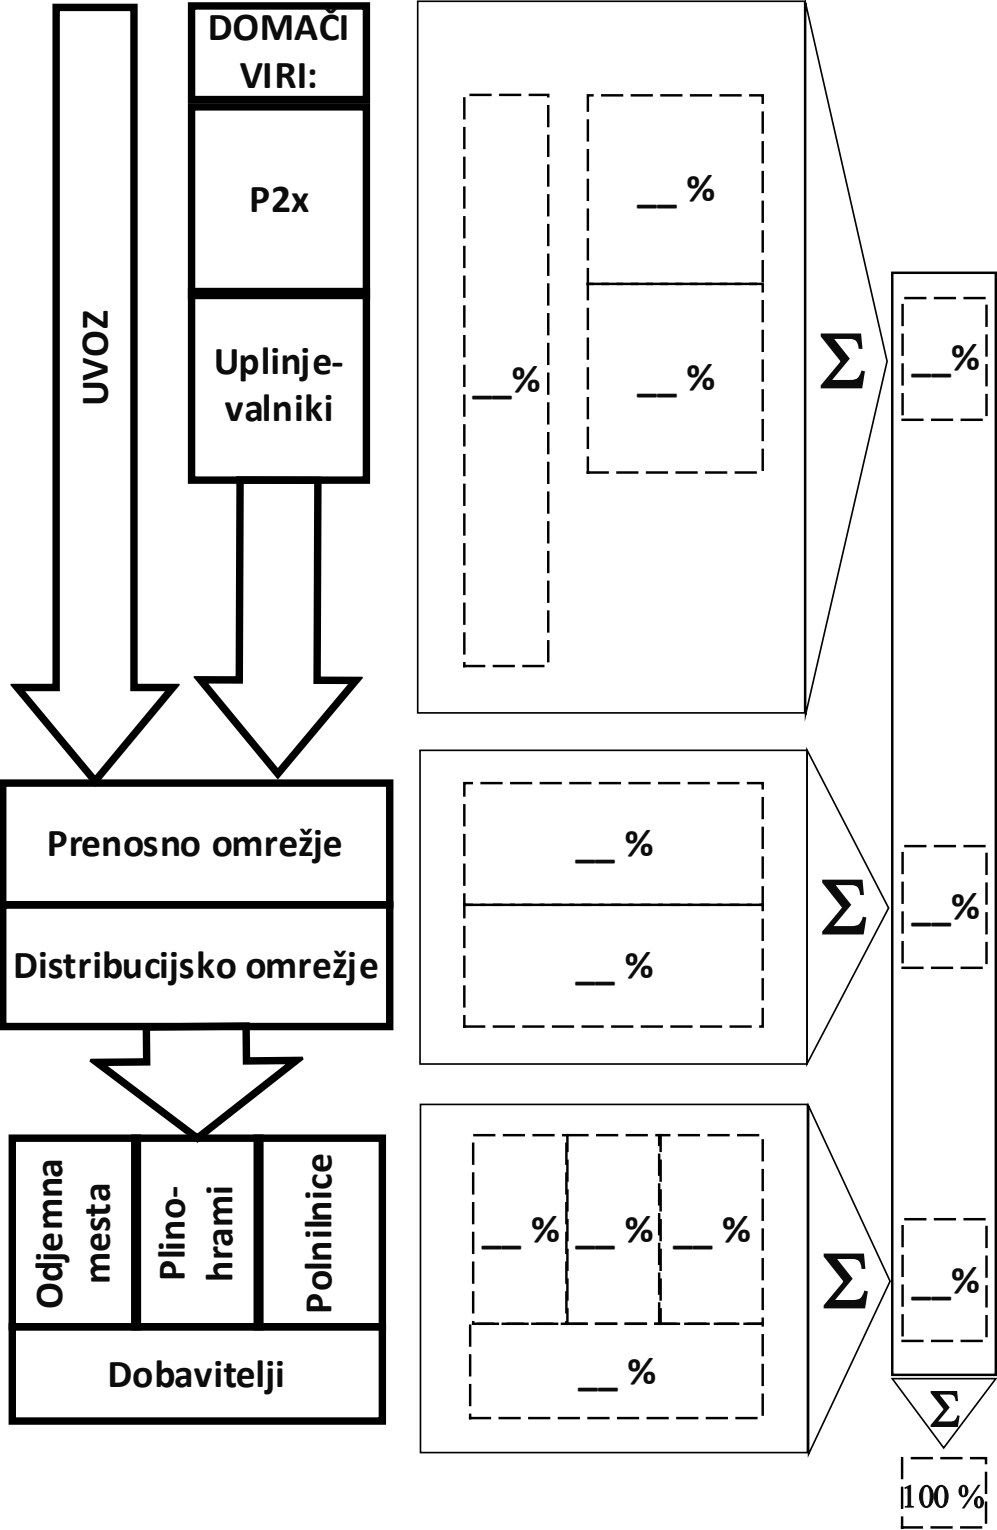 DOMAČI
VIRI:
P2x
Uplinje-
valniki
UVOZ
__ %
__ %
__%
Σ
__%
Prenosno omrežje
Distribucijsko omrežje
__ %
__ %
Σ
__%
Odjemna
mesta
Plino-
hrami
Polnilnice
Dobavitelji
__ %
__ %
__ %
__ %
Σ
__%
Σ
100 %